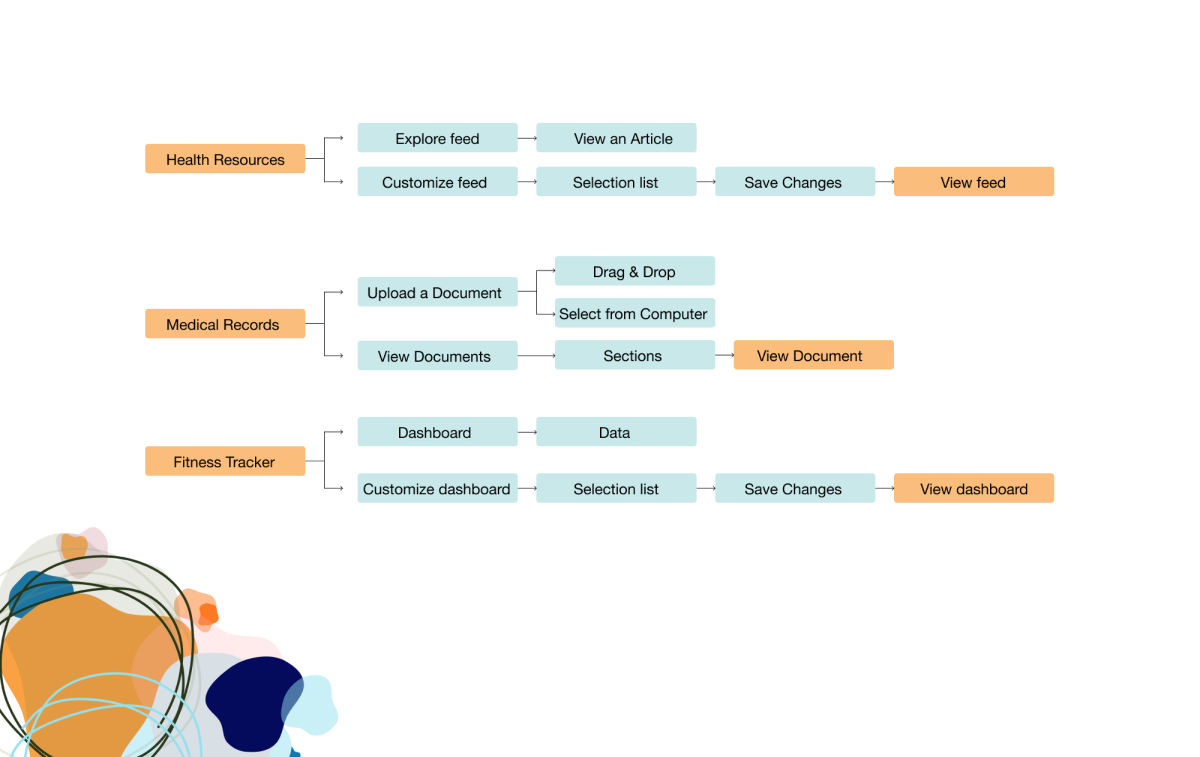 Health Resources
Explore feed
View an Article
Customize feed
Selection list
Save Changes
View feed
Medical Records
Upload a Document
Drag & Drop
Select from Computer
View Documents
Sections
View Document
Fitness Tracker
Dashboard
Data
Customize dashboard
Selection list
Save Changes
View dashboard